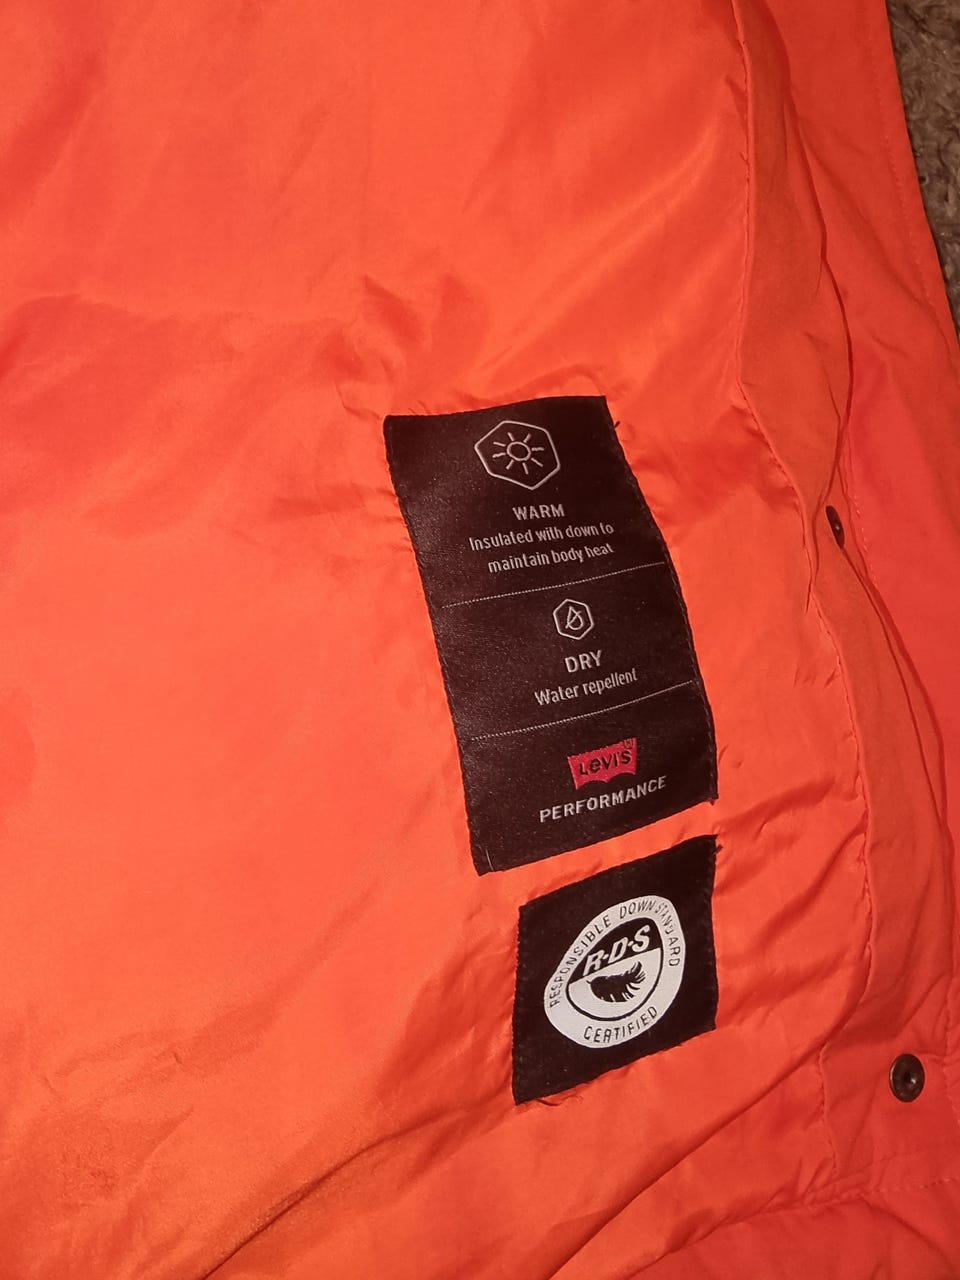 WARM
Insulated with down to
maintain body heat
DRY
Water repellent
LEVI'S
PERFORMANCE
RESPONSIBLE DOWN STANDARD
R-D-S
CERTIFIED